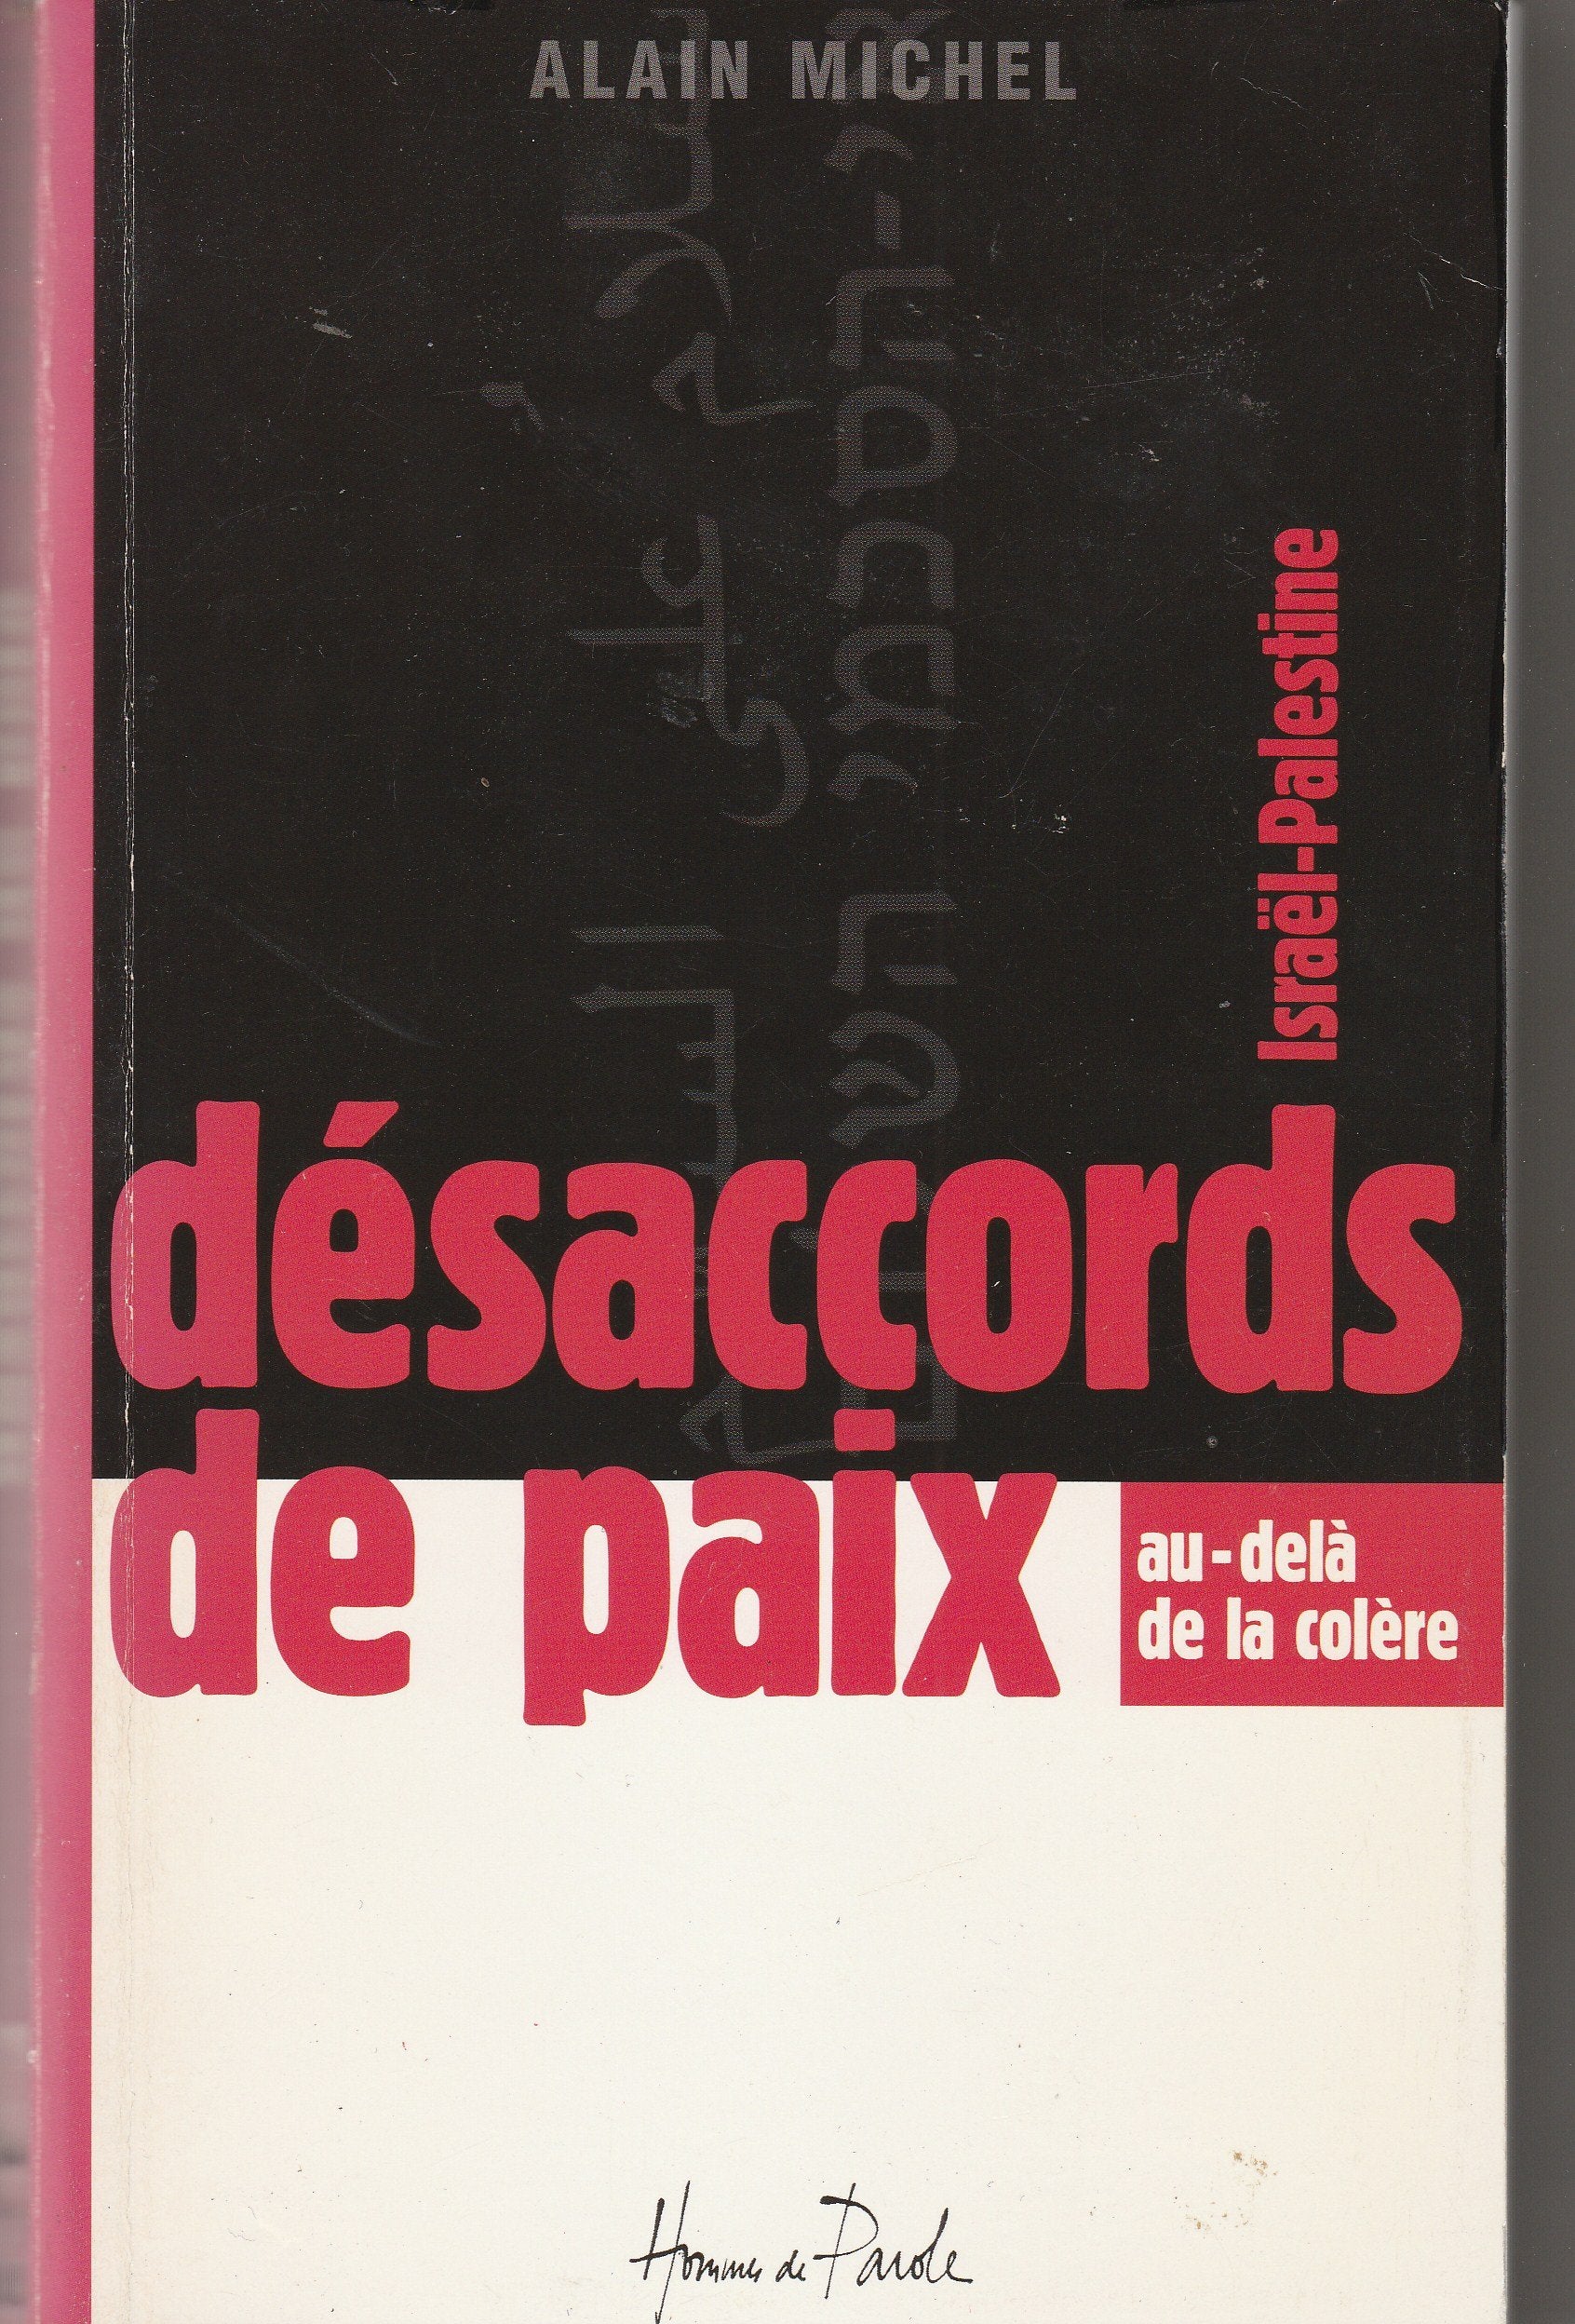 ALAIN MICHEL
Israël-Palestine
désaccords
de paix
au-delà
de la colère
Hommes de Parole